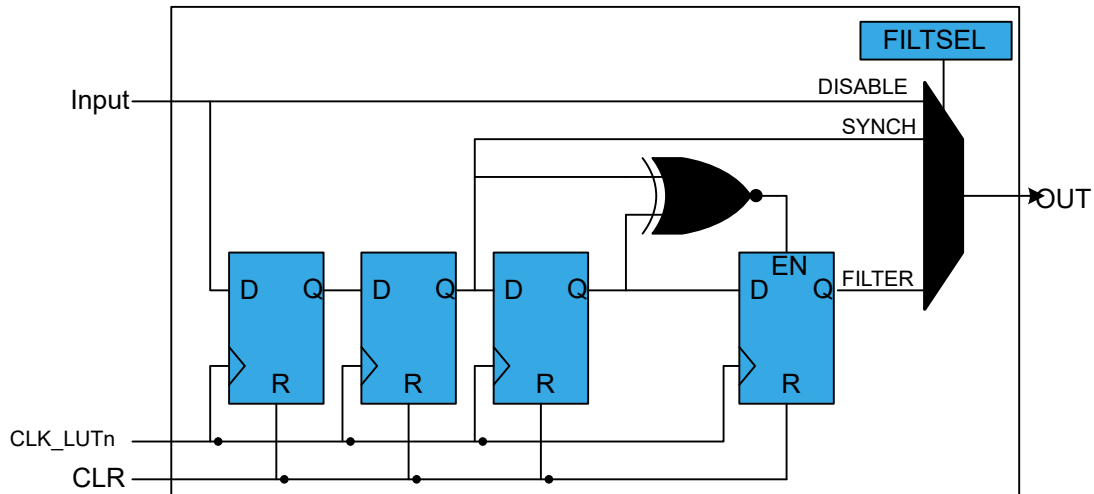 FILTSEL
DISABLE
Input
SYNCH
OUT
EN
D Q D Q D Q D Q FILTER
R R R R
CLK_LUTn
CLR